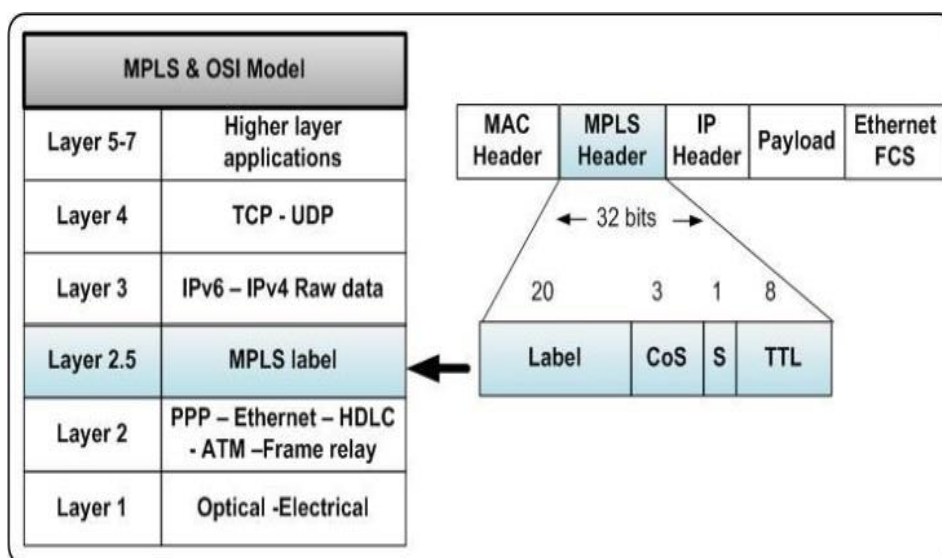 MPLS & OSI Model
Layer 5-7
Higher layer
applications
Layer 4
TCP - UDP
Layer 3
IPv6 – IPv4 Raw data
Layer 2.5
MPLS label
Layer 2
PPP – Ethernet – HDLC
- ATM –Frame relay
Layer 1
Optical -Electrical
MAC
Header
MPLS
Header
IP
Header
Payload
Ethernet
FCS
32 bits
20 3 1 8
Label CoS S TTL